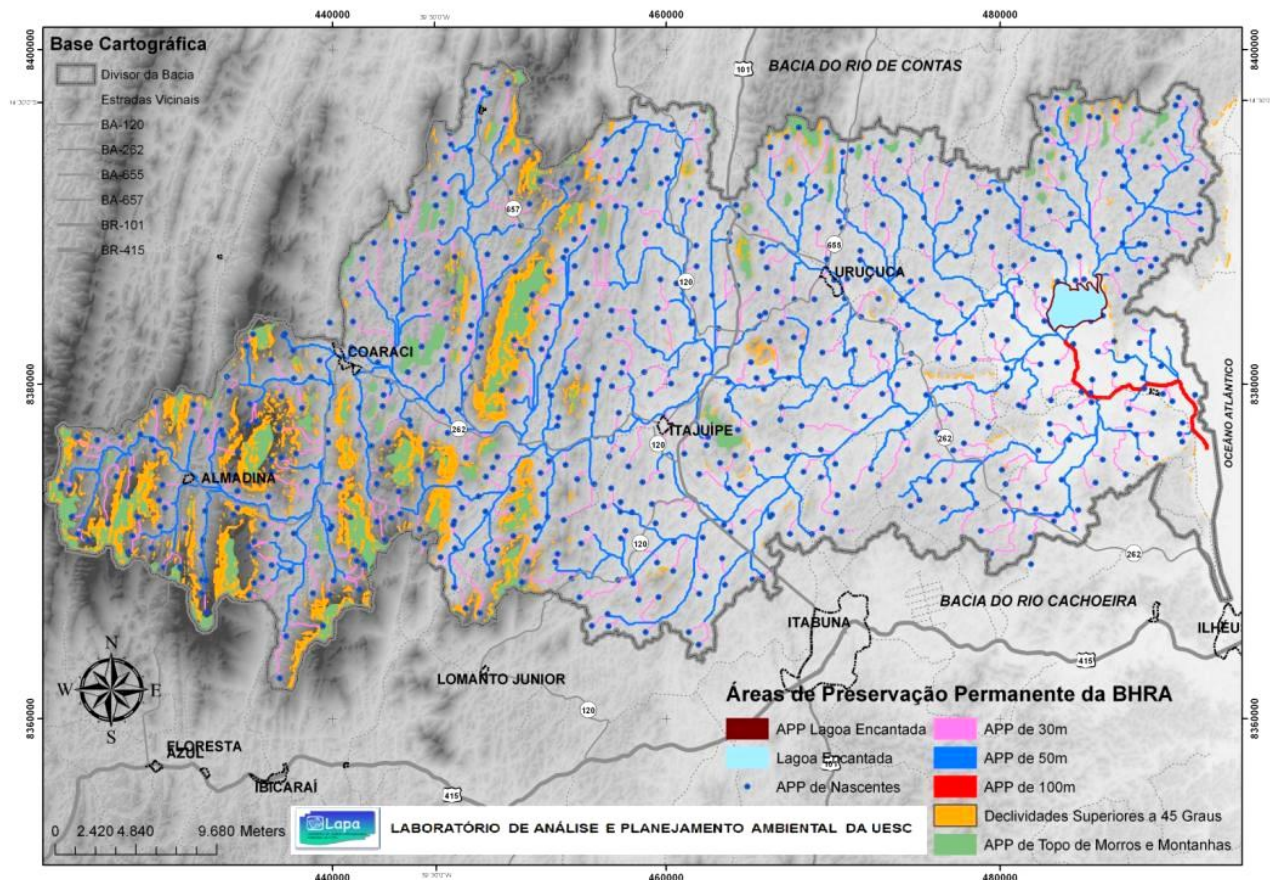 440000
460000
480000
8400000
8400000
Base Cartográfica
Divisor da Bacia
Estradas Vicinais
BA-120
BA-262
BA-655
BA-657
BR-101
BR-415
101
BACIA DO RIO DE CONTAS
657
655
URUÇUCA
120
COARACI
8380000
8380000
OCEÂNO ATLÂNTICO
262
ITAJUÍPE
120
262
ALMADINA
120
262
BACIA DO RIO CACHOEIRA
ITABUNA
ILHÉUS
415
N
W
E
S
LOMANTO JUNIOR
120
8360000
8360000
FLORESTA
AZUL
IBICARAÍ
415
101
Áreas de Preservação Permanente da BHRA
APP Lagoa Encantada
Lagoa Encantada
APP de Nascentes
APP de 30m
APP de 50m
APP de 100m
Declividades Superiores a 45 Graus
APP de Topo de Morros e Montanhas
0 2.420 4.840 9.680 Meters
Lapa
LABORATÓRIO DE ANÁLISE E PLANEJAMENTO AMBIENTAL DA UESC
440000
460000
480000